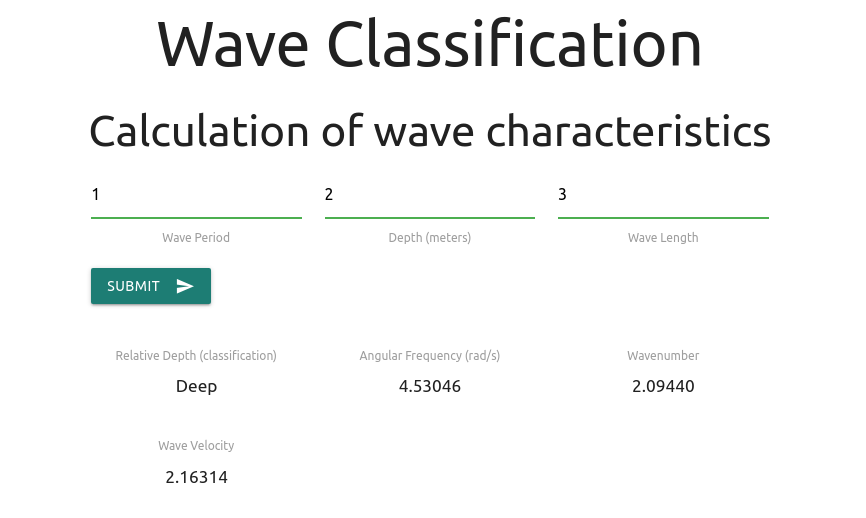 Wave Classification
Calculation of wave characteristics
1 2 3
Wave Period Depth (meters) Wave Length
SUBMIT
Relative Depth (classification) Angular Frequency (rad/s) Wavenumber
Deep 4.53046 2.09440
Wave Velocity
2.16314